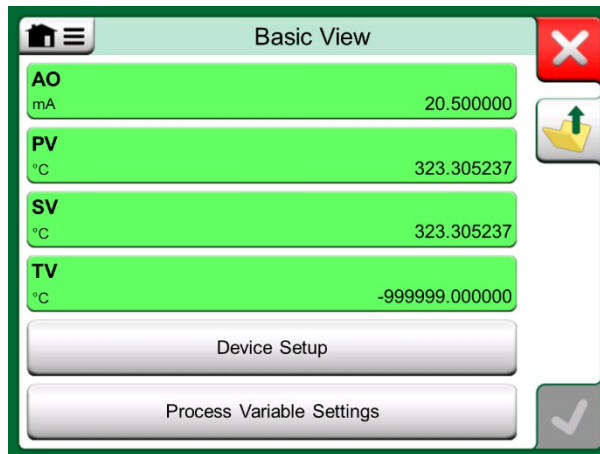 Basic View
AO
mA 20.500000
PV
°C 323.305237
SV
°C 323.305237
TV
°C -999999.000000
Device Setup
Process Variable Settings